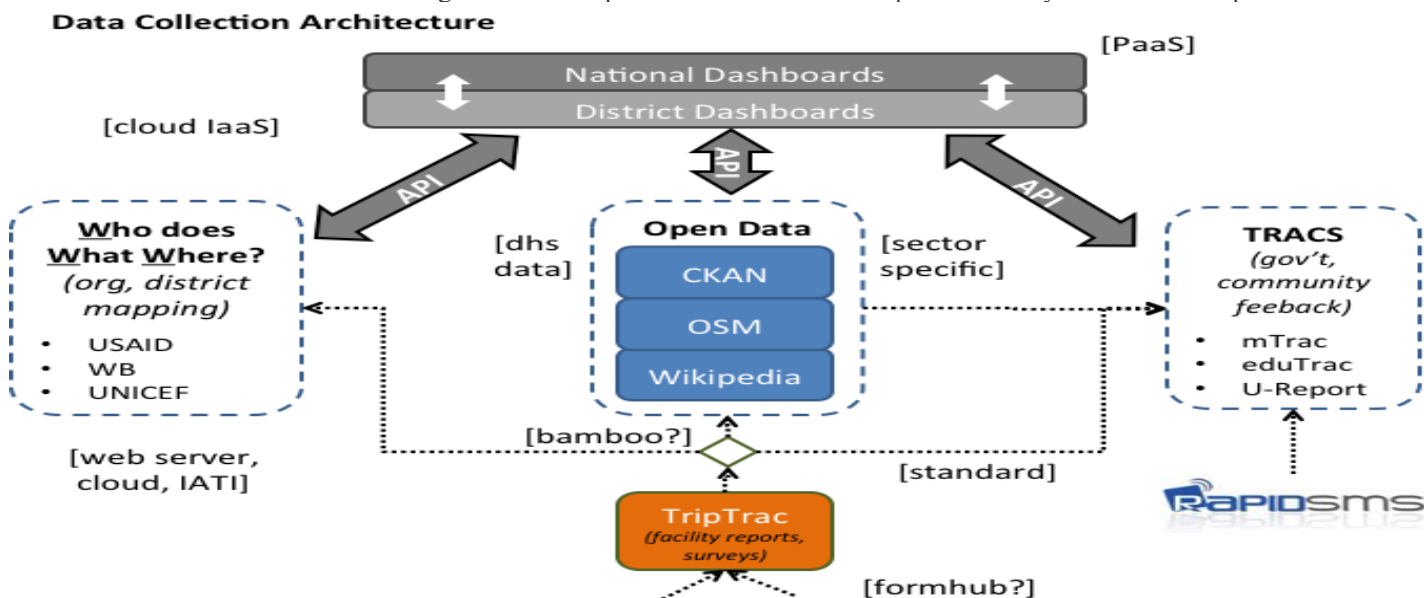 Data Collection Architecture
[PaaS]
National Dashboards
District Dashboards
[cloud IaaS]
API
API
API
Who does
What Where?
(org, district
mapping)
• USAID
• WB
• UNICEF
[web server,
cloud, IATI]
[dhs
data]
Open Data
CKAN
OSM
Wikipedia
[sector
specific]
TRACS
(gov't,
community
feeback)
• mTrac
• eduTrac
• U-Report
[bamboo?]
[standard]
RAPIDSMS
TripTrac
(facility reports,
surveys)
[formhub?]